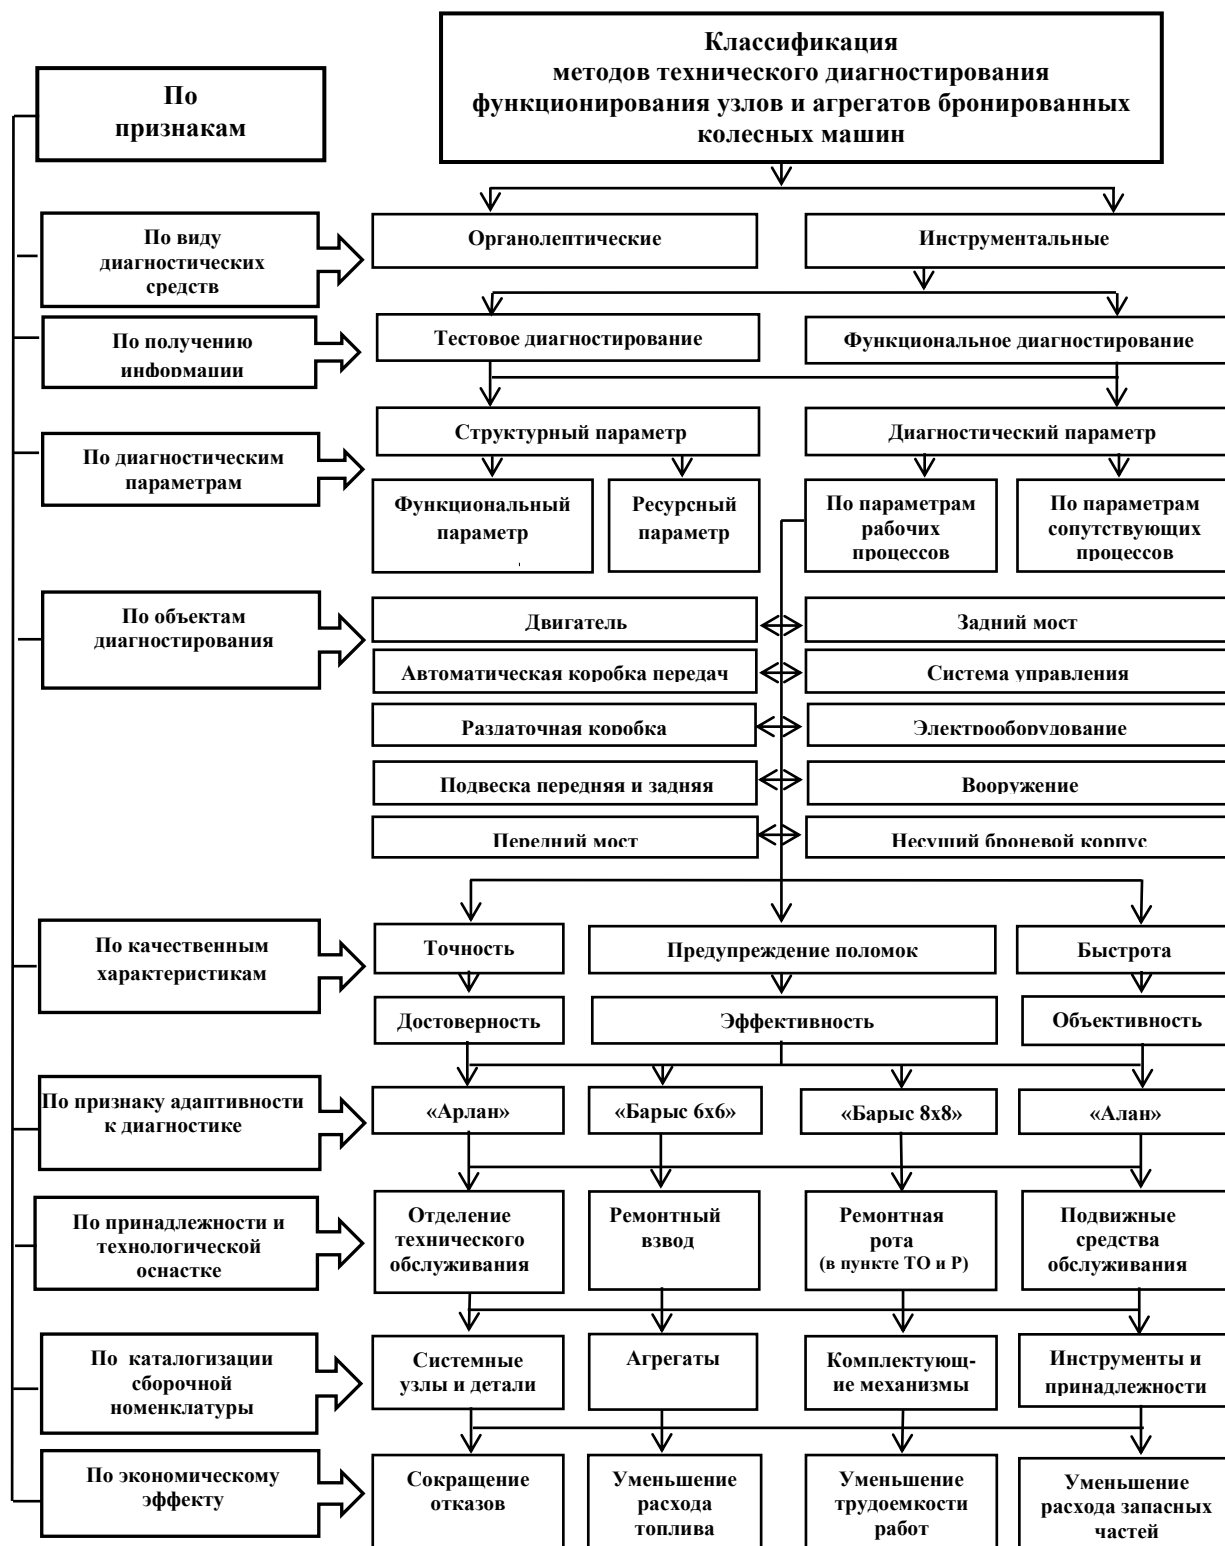 Классификация
методов технического диагностирования
функционирования узлов и агрегатов бронированных
колесных машин
По
признакам
По виду
диагностических
средств
Органолептические
Инструментальные
По получению
информации
Тестовое диагностирование
Функциональное диагностирование
По диагностическим
параметрам
Структурный параметр
Диагностический параметр
Функциональный
параметр
Ресурсный
параметр
По параметрам
рабочих
процессов
По параметрам
сопутствующих
процессов
По объектам
диагностирования
Двигатель
Задний мост
Автоматическая коробка передач
Система управления
Раздаточная коробка
Электрооборудование
Подвеска передняя и задняя
Вооружение
Передний мост
Несущий броневой корпус
По качественным
характеристикам
Точность
Предупреждение поломок
Быстрота
Достоверность
Эффективность
Объективность
По признаку адаптивности
к диагностике
«Арлан»
«Барыс 6х6»
«Барыс 8х8»
«Алан»
По принадлежности и
технологической
оснастке
Отделение
технического
обслуживания
Ремонтный
взвод
Ремонтная
рота
(в пункте ТО и Р)
Подвижные
средства
обслуживания
По каталогизации
сборочной
номенклатуры
Системные
узлы и детали
Агрегаты
Комплектующ-
ие механизмы
Инструменты и
принадлежности
По экономическому
эффекту
Сокращение
отказов
Уменьшение
расхода
топлива
Уменьшение
трудоемкости
работ
Уменьшение
расхода запасных
частей